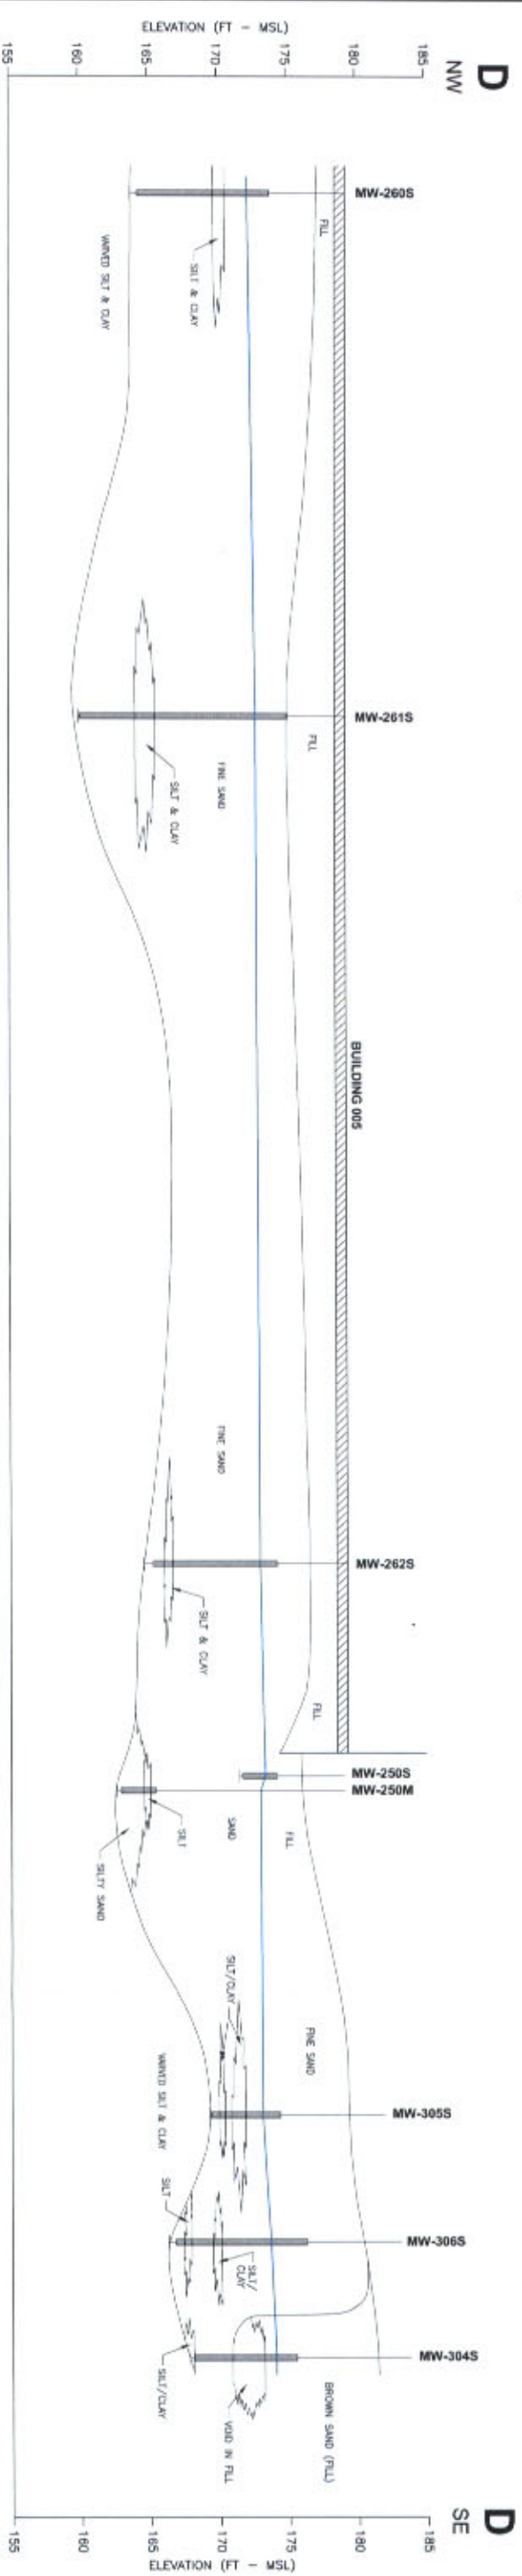 D
NW
ELEVATION (FT - MSL)
185
180
175
170
165
160
155
MW-260S
FILL
SILT & CLAY
VARVED SILT & CLAY
MW-261S
FILL
FINE SAND
SILT & CLAY
BUILDING 005
FINE SAND
MW-262S
SILT & CLAY
FILL
MW-250S
MW-250M
FILL
SAND
SILT
SILTY SAND
SILT/CLAY
FINE SAND
MW-305S
VARVED SILT & CLAY
SILT
MW-306S
SILT/
CLAY
MW-304S
SILT/CLAY
VOID IN FILL
BROWN SAND (FILL)
D
SE
185
180
175
170
165
160
155
ELEVATION (FT - MSL)